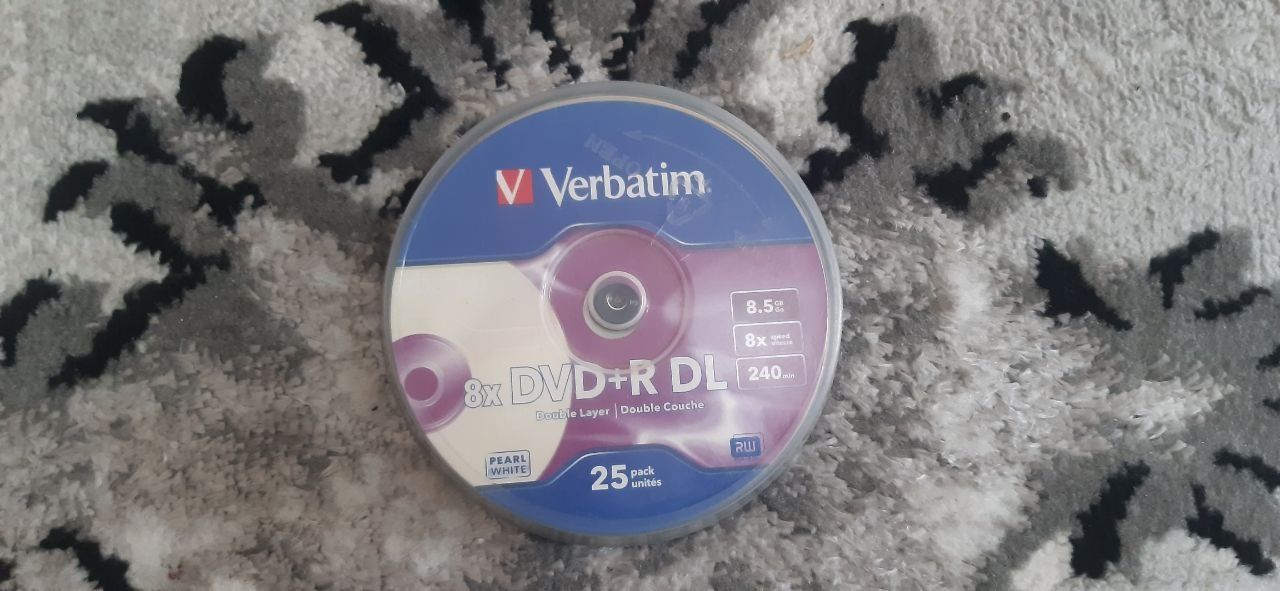 OPEN
Verbatim
8.5 GB Go
8x speed vitesse
240 min
8x DVD+R DL
Double Layer | Double Couche
RW
PEARL WHITE
25 pack unités